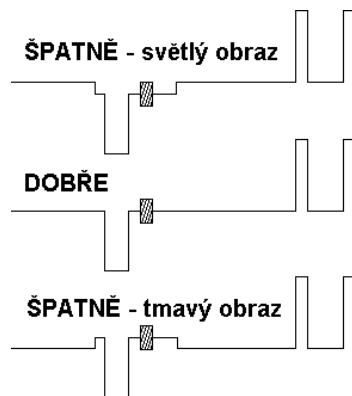 ŠPATNĚ - světlý obraz
DOBŘE
ŠPATNĚ - tmavý obraz